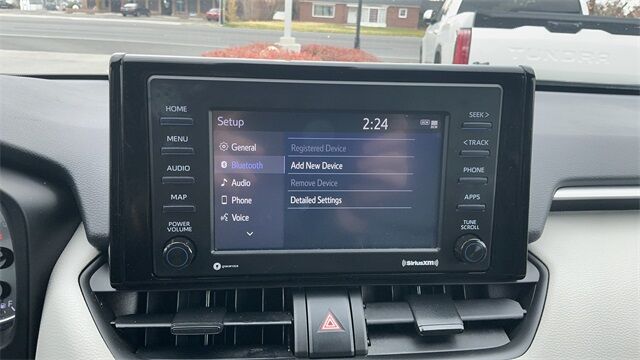 TUNDRA
HOME
MENU
AUDIO
MAP
POWER
VOLUME
Setup
2:24
General
Bluetooth
Audio
Phone
Voice
Registered Device
Add New Device
Remove Device
Detailed Settings
SEEK >
< TRACK
PHONE
APPS
TUNE
SCROLL
SiriusXM